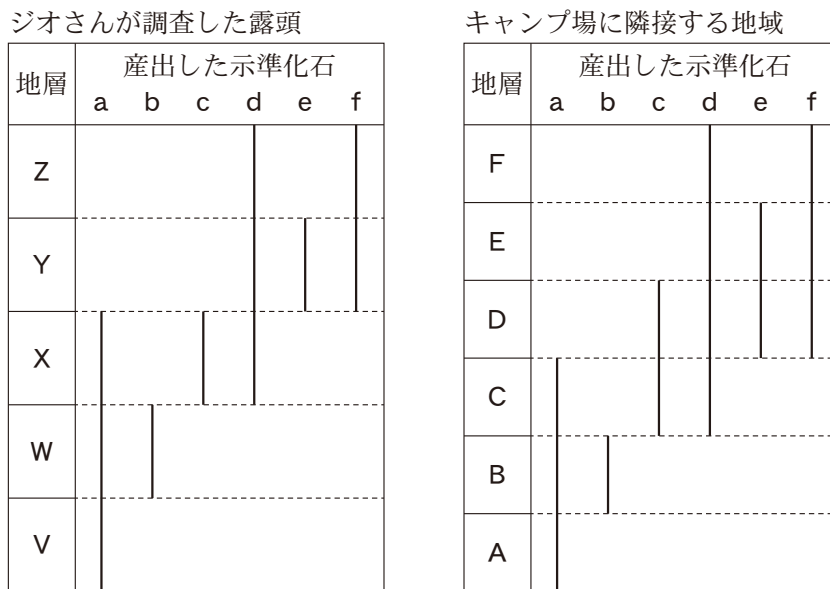 ジオさんが調査した露頭
地層 産出した示準化石
a b c d e f
Z
Y
X
W
V
キャンプ場に隣接する地域
地層 産出した示準化石
a b c d e f
F
E
D
C
B
A